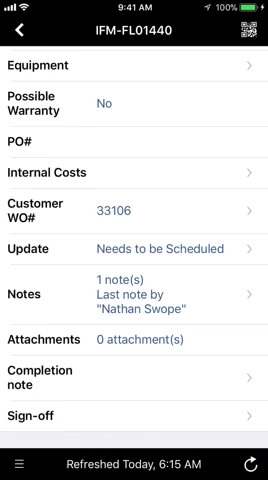 9:41 AM
100%
IFM-FL01440
Equipment
Possible
Warranty
No
PO#
Internal Costs
Customer
WO#
33106
Update
Needs to be Scheduled
Notes
1 note(s)
Last note by
"Nathan Swope"
Attachments
0 attachment(s)
Completion
note
Sign-off
Refreshed Today, 6:15 AM